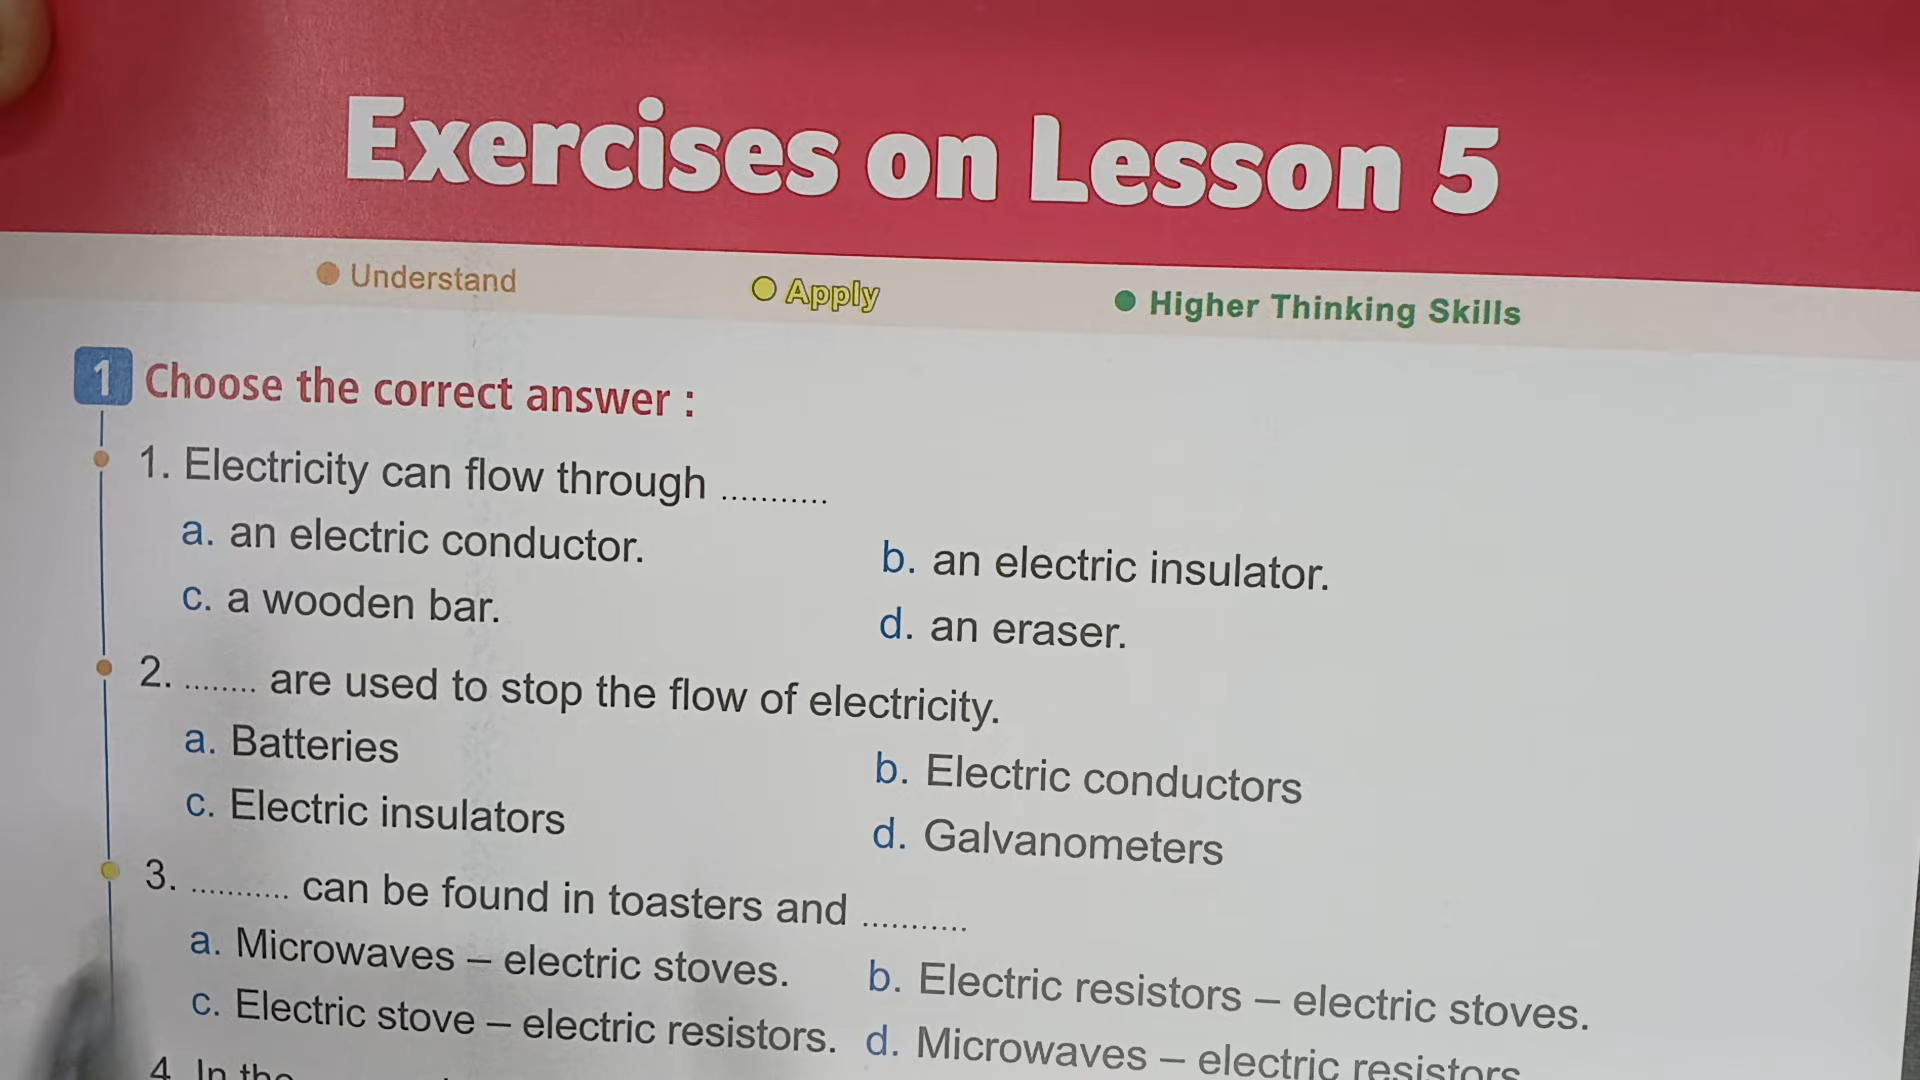 Exercises on Lesson 5
Understand Apply Higher Thinking Skills
1 Choose the correct answer :
1. Electricity can flow through ...........
a. an electric conductor. b. an electric insulator.
c. a wooden bar. d. an eraser.
2. ........ are used to stop the flow of electricity.
a. Batteries b. Electric conductors
c. Electric insulators d. Galvanometers
3. ........... can be found in toasters and ...........
a. Microwaves – electric stoves. b. Electric resistors – electric stoves.
c. Electric stove – electric resistors. d. Microwaves – electric resistors
4 In the